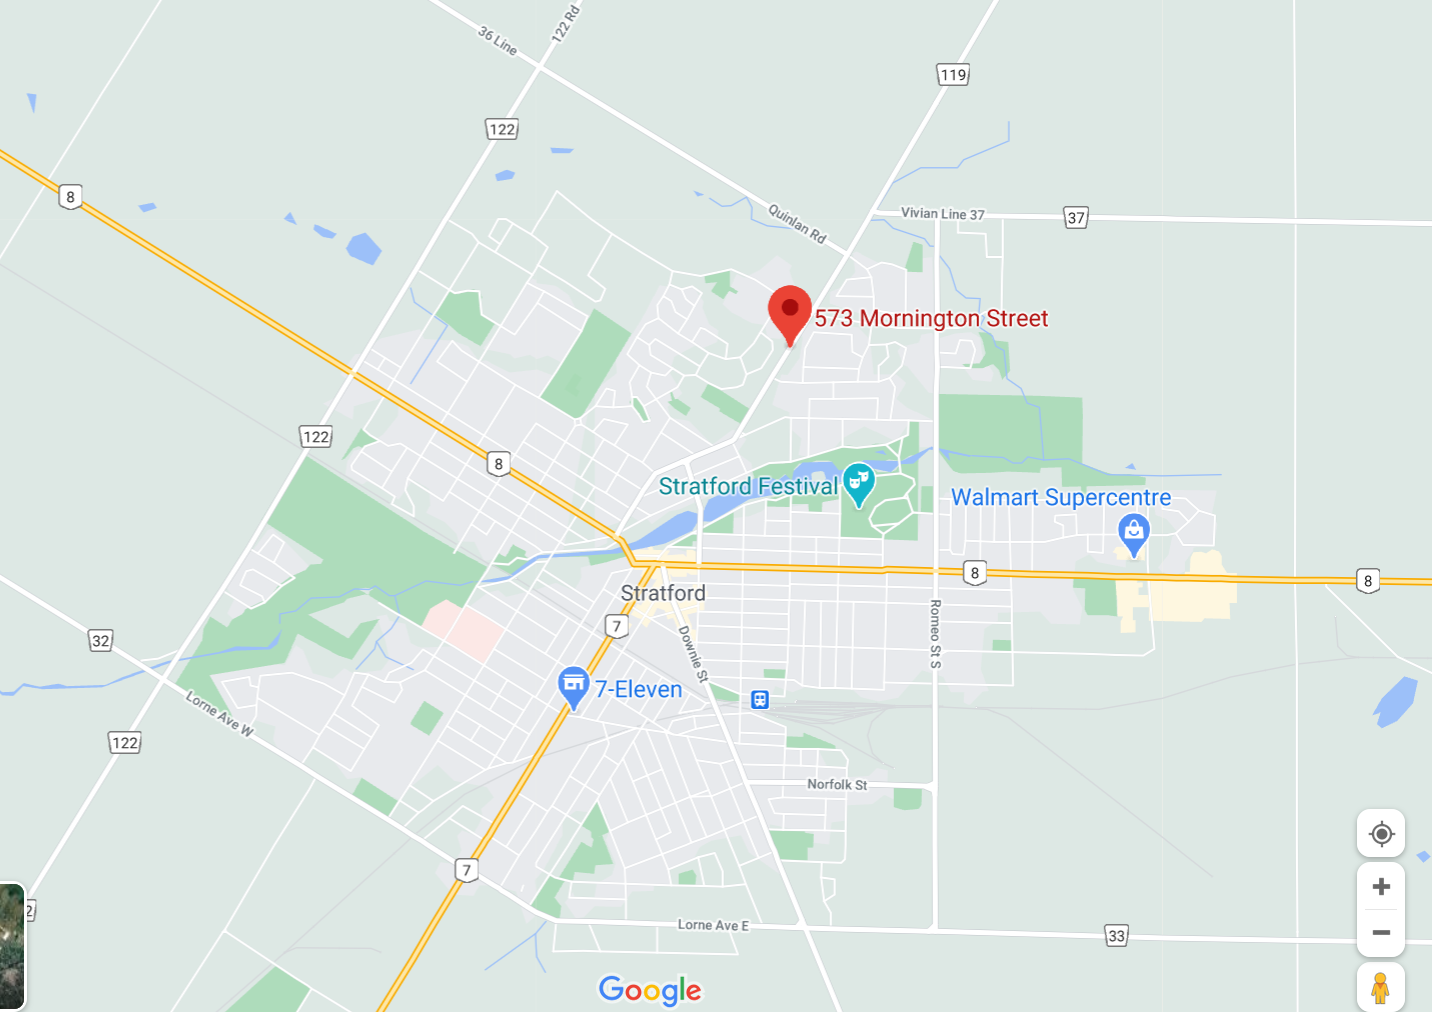 36 Line
122 Rd
119
122
8
Quinlan Rd
Vivian Line 37
37
573 Mornington Street
122
8
Stratford Festival
Walmart Supercentre
8
8
Stratford
7
32
Downie St
Romeo St S
7-Eleven
Lorne Ave W
122
Norfolk St
7
2
Lorne Ave E
33
Google